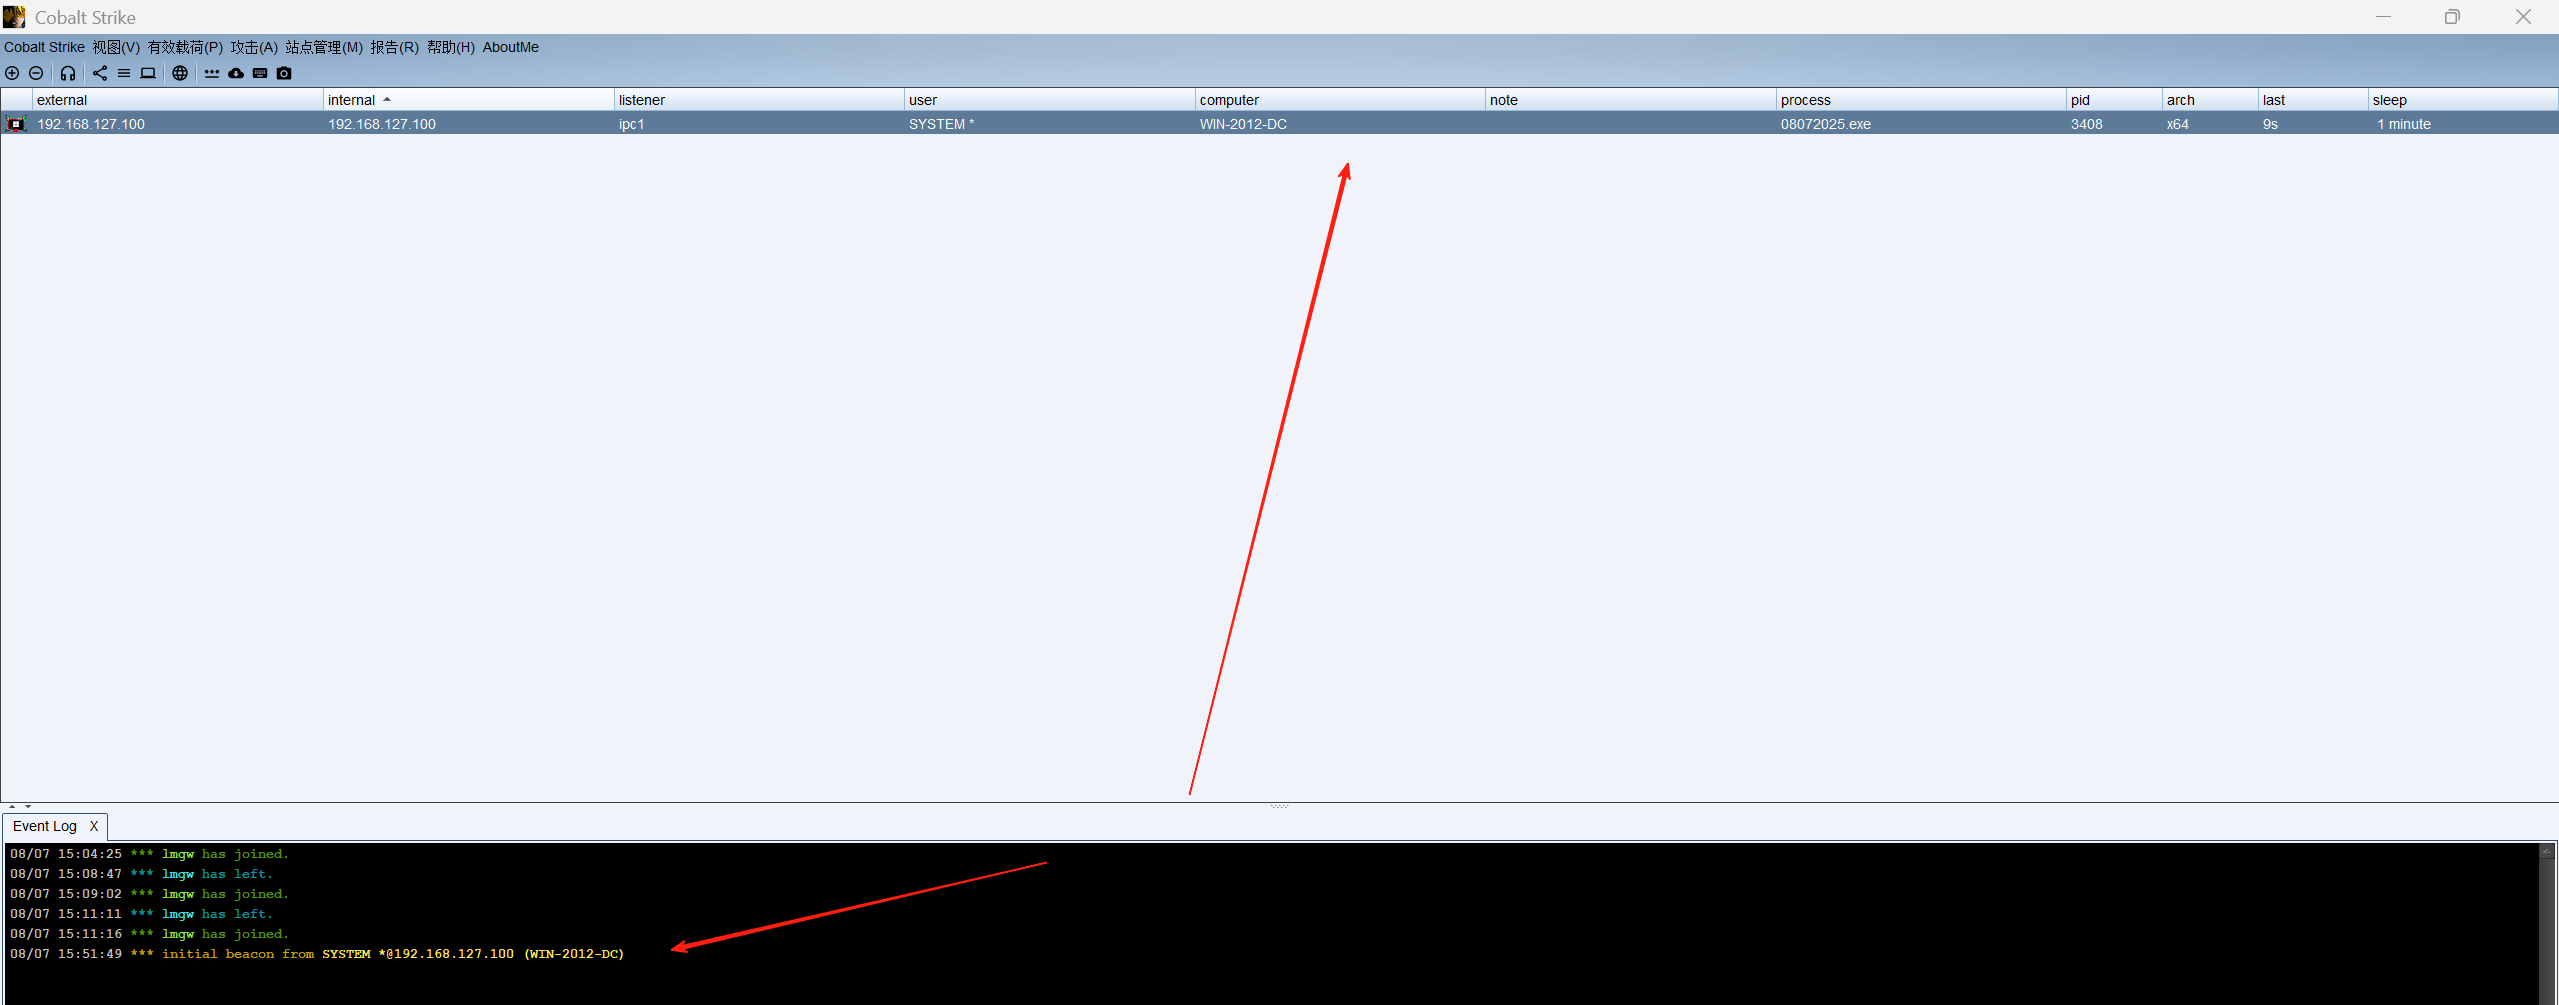 Cobalt Strike
Cobalt Strike 视图(V) 有效载荷(P) 攻击(A) 站点管理(M) 报告(R) 帮助(H) AboutMe
external internal listener user computer note process pid arch last sleep
192.168.127.100 192.168.127.100 ipc1 SYSTEM * WIN-2012-DC 08072025.exe 3408 x64 9s 1 minute
Event Log X
08/07 15:04:25 *** lmgw has joined.
08/07 15:08:47 *** lmgw has left.
08/07 15:09:02 *** lmgw has joined.
08/07 15:11:11 *** lmgw has left.
08/07 15:11:16 *** lmgw has joined.
08/07 15:51:49 *** initial beacon from SYSTEM *@192.168.127.100 (WIN-2012-DC)